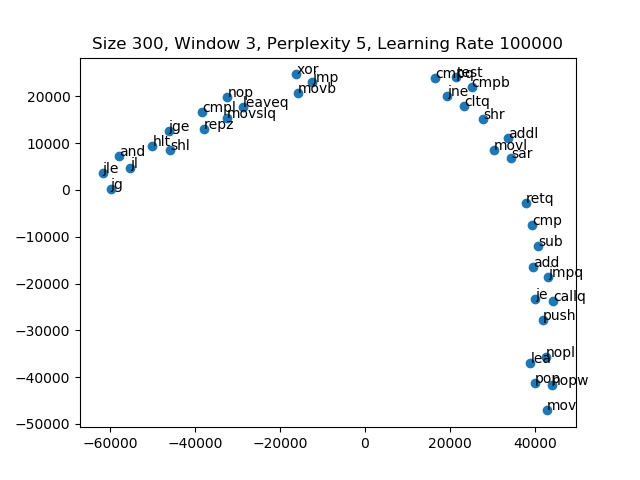 Size 300, Window 3, Perplexity 5, Learning Rate 100000
xor
jmp
movb
nop
leaveq
cmpl
movslq
repz
jge
hlt
shl
and
jl
jle
jg
test
cmpb
jne
cltq
shr
addl
movl
sar
retq
cmp
sub
add
jmpq
je
callq
push
nopl
lea
pop
nopw
mov
20000
10000
0
−10000
−20000
−30000
−40000
−50000
−60000
−40000
−20000
0
20000
40000